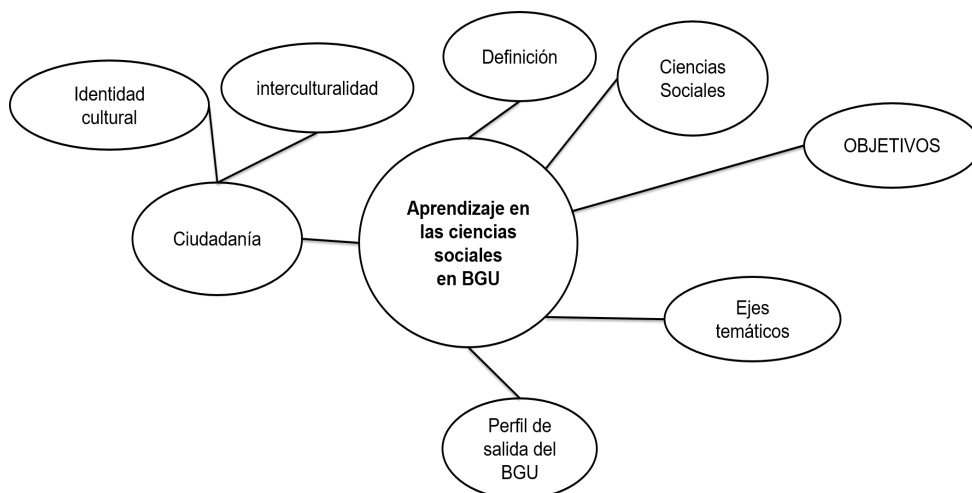 Definición
Ciencias
Sociales
Identidad
cultural
interculturalidad
OBJETIVOS
Aprendizaje en
las ciencias
sociales
en BGU
Ciudadanía
Ejes
temáticos
Perfil de
salida del
BGU